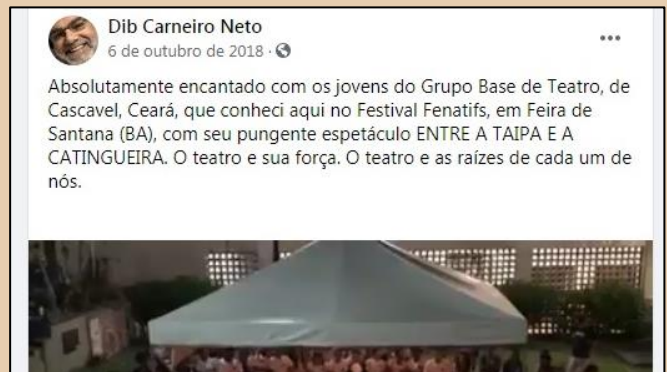 Dib Carneiro Neto
6 de outubro de 2018 ·
Absolutamente encantado com os jovens do Grupo Base de Teatro, de
Cascavel, Ceará, que conheci aqui no Festival Fenatifs, em Feira de
Santana (BA), com seu pungente espetáculo ENTRE A TAIPA E A
CATINGUEIRA. O teatro e sua força. O teatro e as raízes de cada um de
nós.